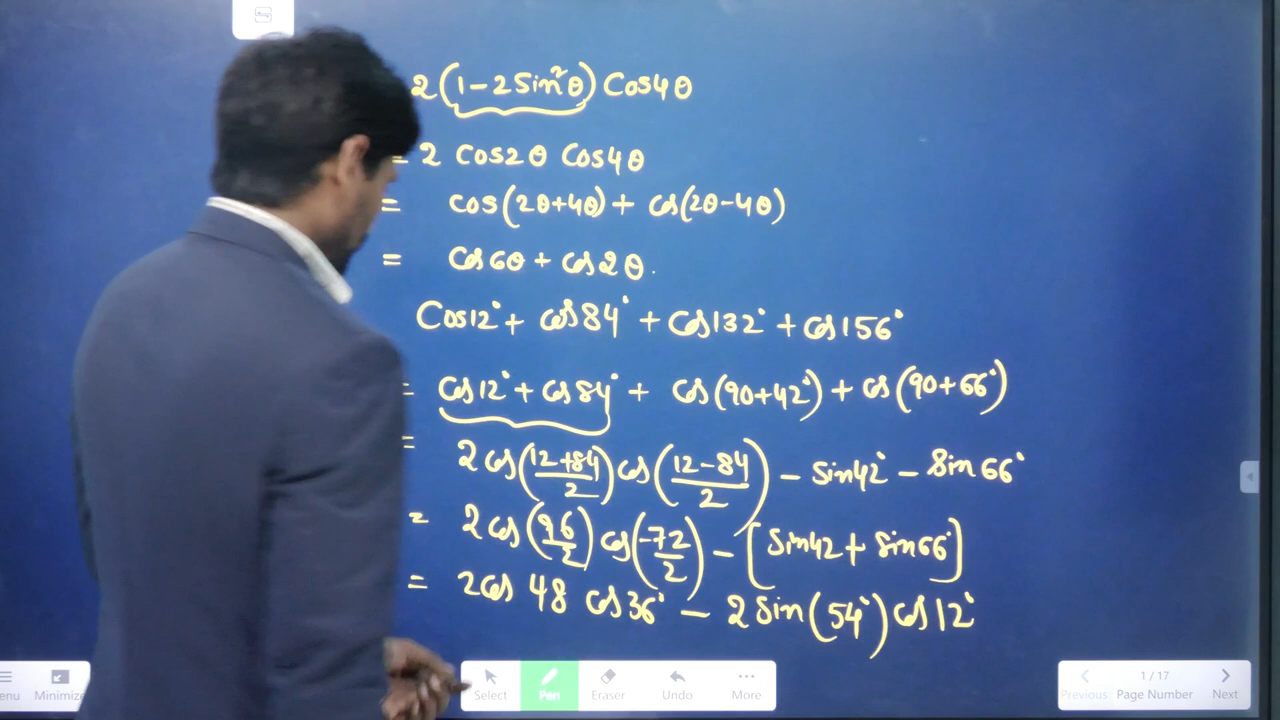 2(1-2Sin²θ) Cos4θ
= 2 Cos2θ Cos4θ
= cos(2θ+4θ) + cos(2θ-4θ)
= cos6θ + cos2θ.
Cos12° + cos84° + cos132° + cos156°
= cos12° + cos84° + cos(90+42°) + cos(90+66°)
= 2cos(12+84/2) cos(12-84/2) - sin42° - sin66°
= 2cos(96/2) cos(-72/2) - [sin42 + sin66°]
= 2cos 48 cos36° - 2sin(54°) cos12°
enu Minimize Select Pen Eraser Undo More Previous 1 / 17 Page Number Next